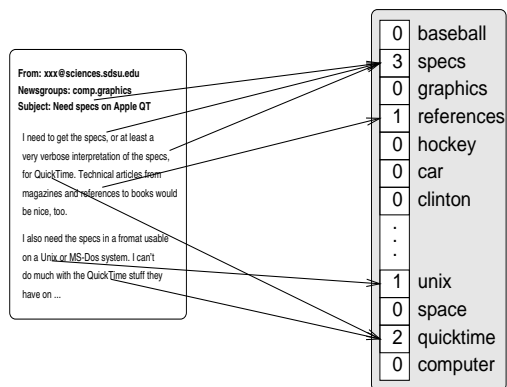 From: xxx@sciences.sdsu.edu
Newsgroups: comp.graphics
Subject: Need specs on Apple QT
I need to get the specs, or at least a
very verbose interpretation of the specs,
for QuickTime. Technical articles from
magazines and references to books would
be nice, too.
I also need the specs in a fromat usable
on a Unix or MS-Dos system. I can't
do much with the QuickTime stuff they
have on ...
0 baseball
3 specs
0 graphics
1 references
0 hockey
0 car
0 clinton
.
.
.
1 unix
0 space
2 quicktime
0 computer